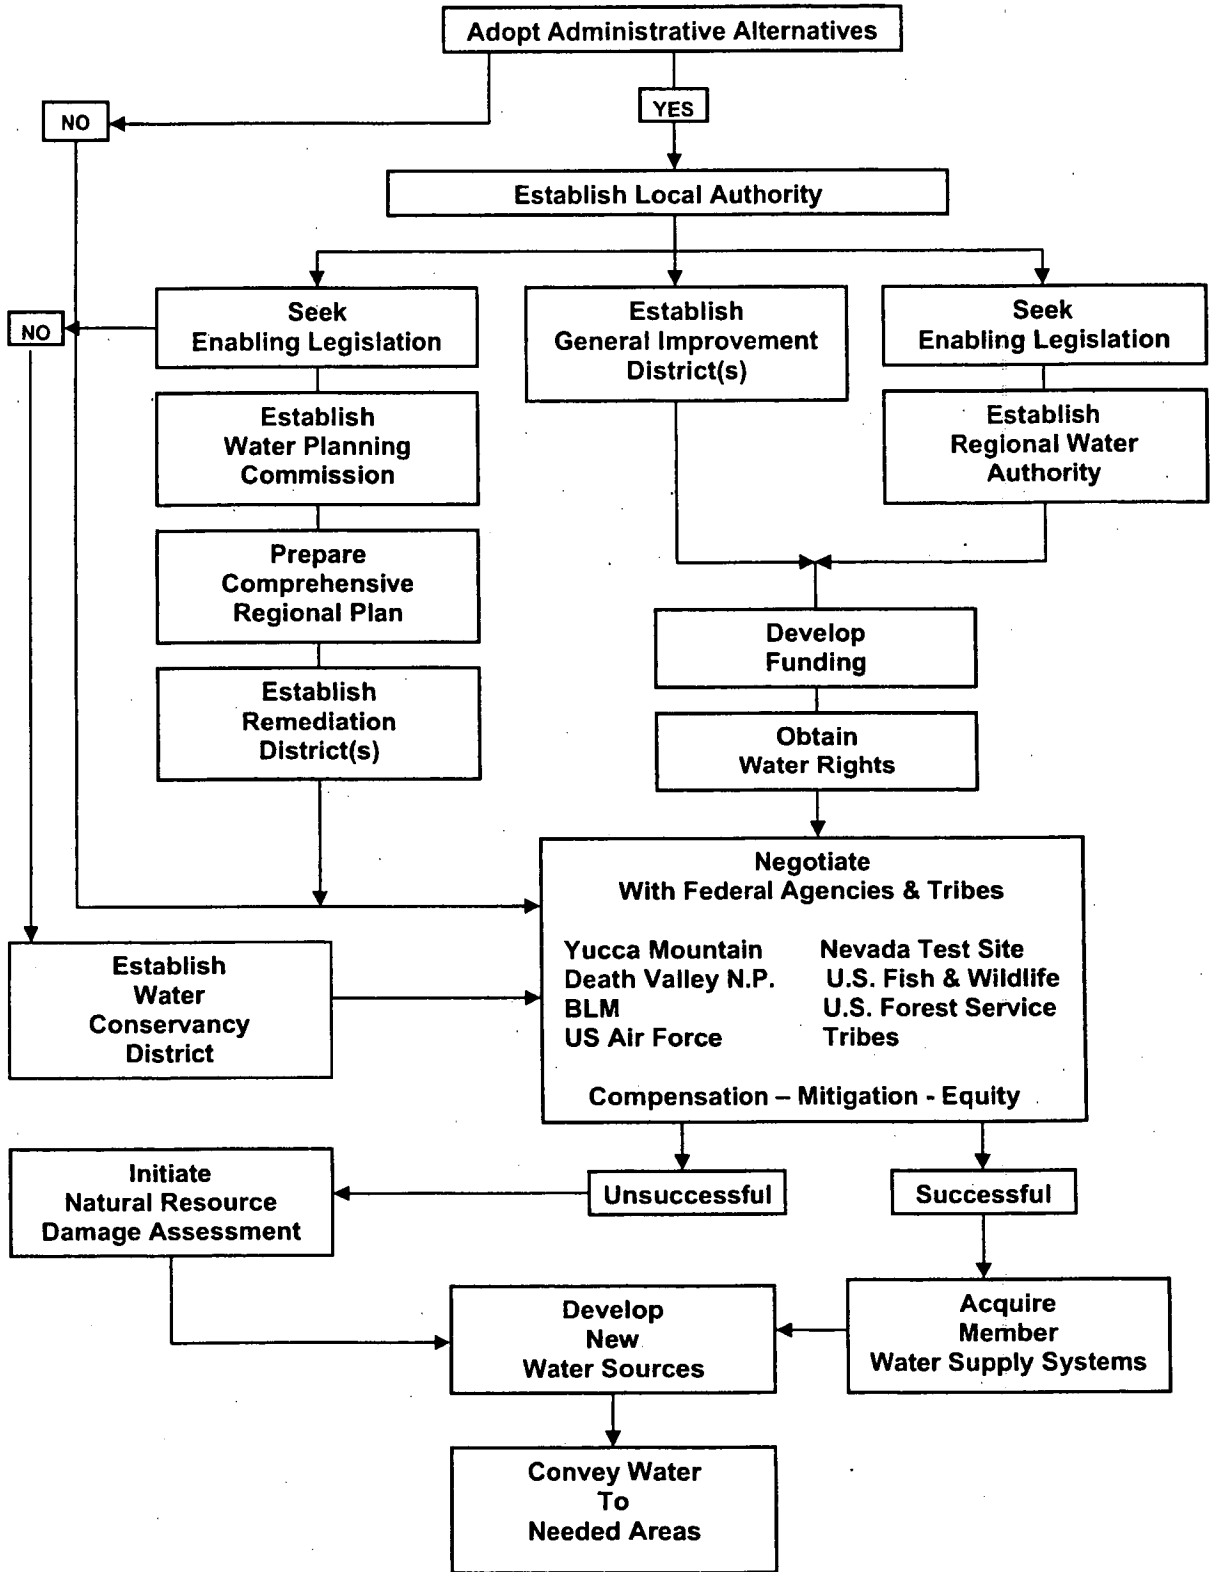 Adopt Administrative Alternatives
NO
YES
Establish Local Authority
NO
Seek
Enabling Legislation
Establish
General Improvement
District(s)
Seek
Enabling Legislation
Establish
Water Planning
Commission
Establish
Regional Water
Authority
Prepare
Comprehensive
Regional Plan
Develop
Funding
Establish
Remediation
District(s)
Obtain
Water Rights
Negotiate
With Federal Agencies & Tribes
Yucca Mountain Nevada Test Site
Death Valley N.P. U.S. Fish & Wildlife
BLM U.S. Forest Service
US Air Force Tribes
Compensation – Mitigation - Equity
Establish
Water
Conservancy
District
Initiate
Natural Resource
Damage Assessment
Unsuccessful
Successful
Develop
New
Water Sources
Acquire
Member
Water Supply Systems
Convey Water
To
Needed Areas